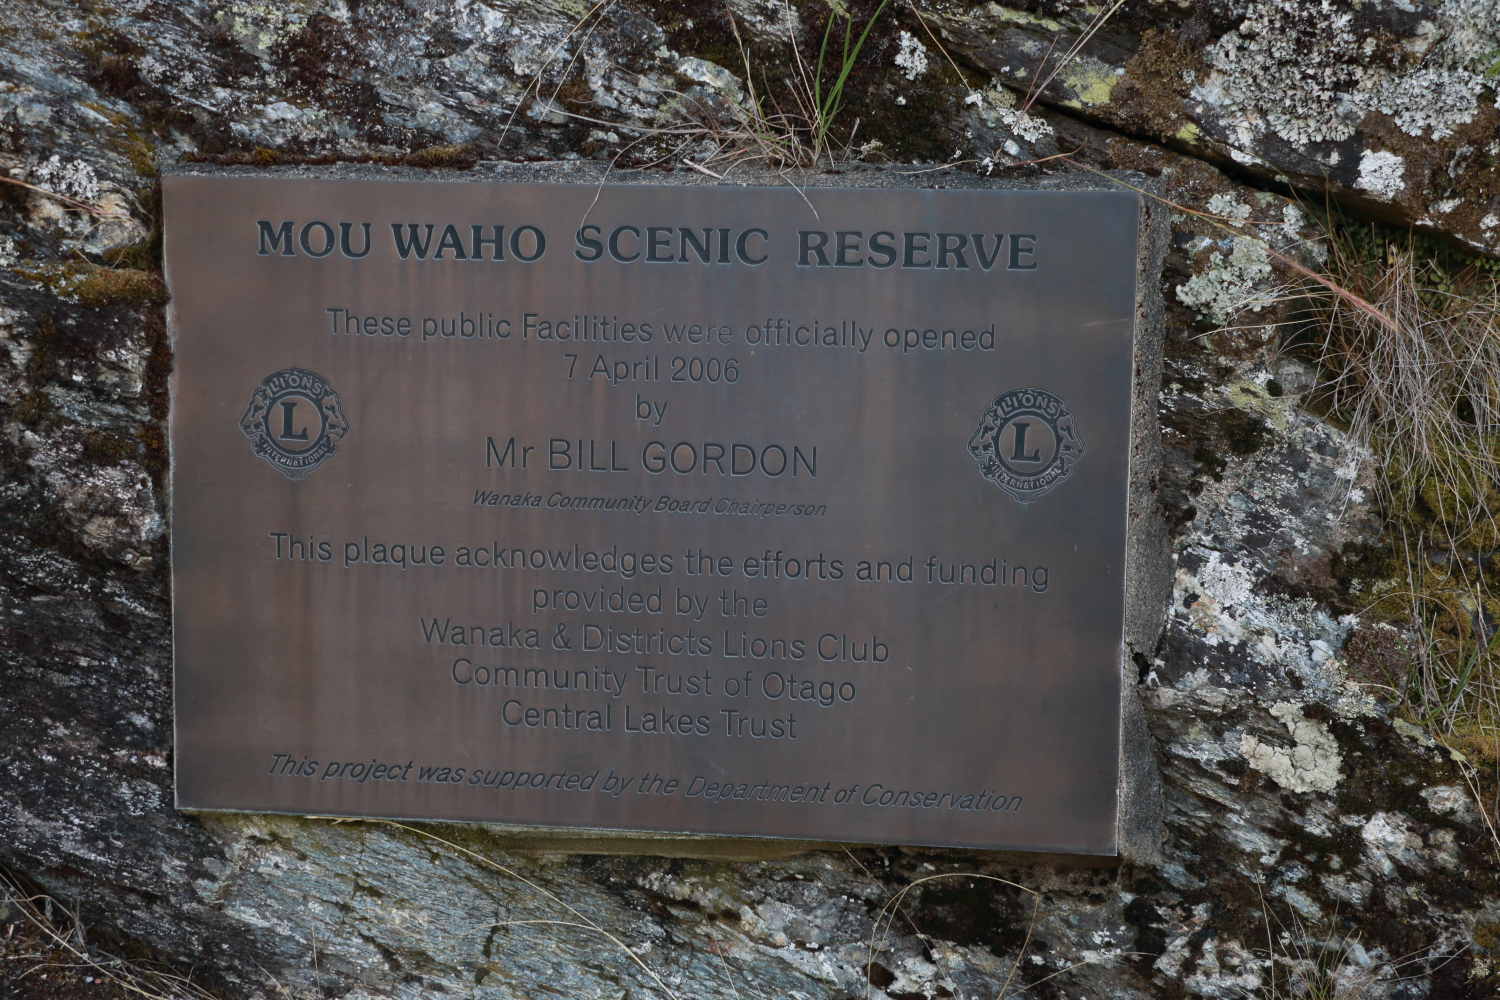 MOU WAHO SCENIC RESERVE
These public Facilities were officially opened
7 April 2006
by
Mr BILL GORDON
Wanaka Community Board Chairperson
LIONS
L
INTERNATIONAL
LIONS
L
INTERNATIONAL
This plaque acknowledges the efforts and funding
provided by the
Wanaka & Districts Lions Club
Community Trust of Otago
Central Lakes Trust
This project was supported by the Department of Conservation